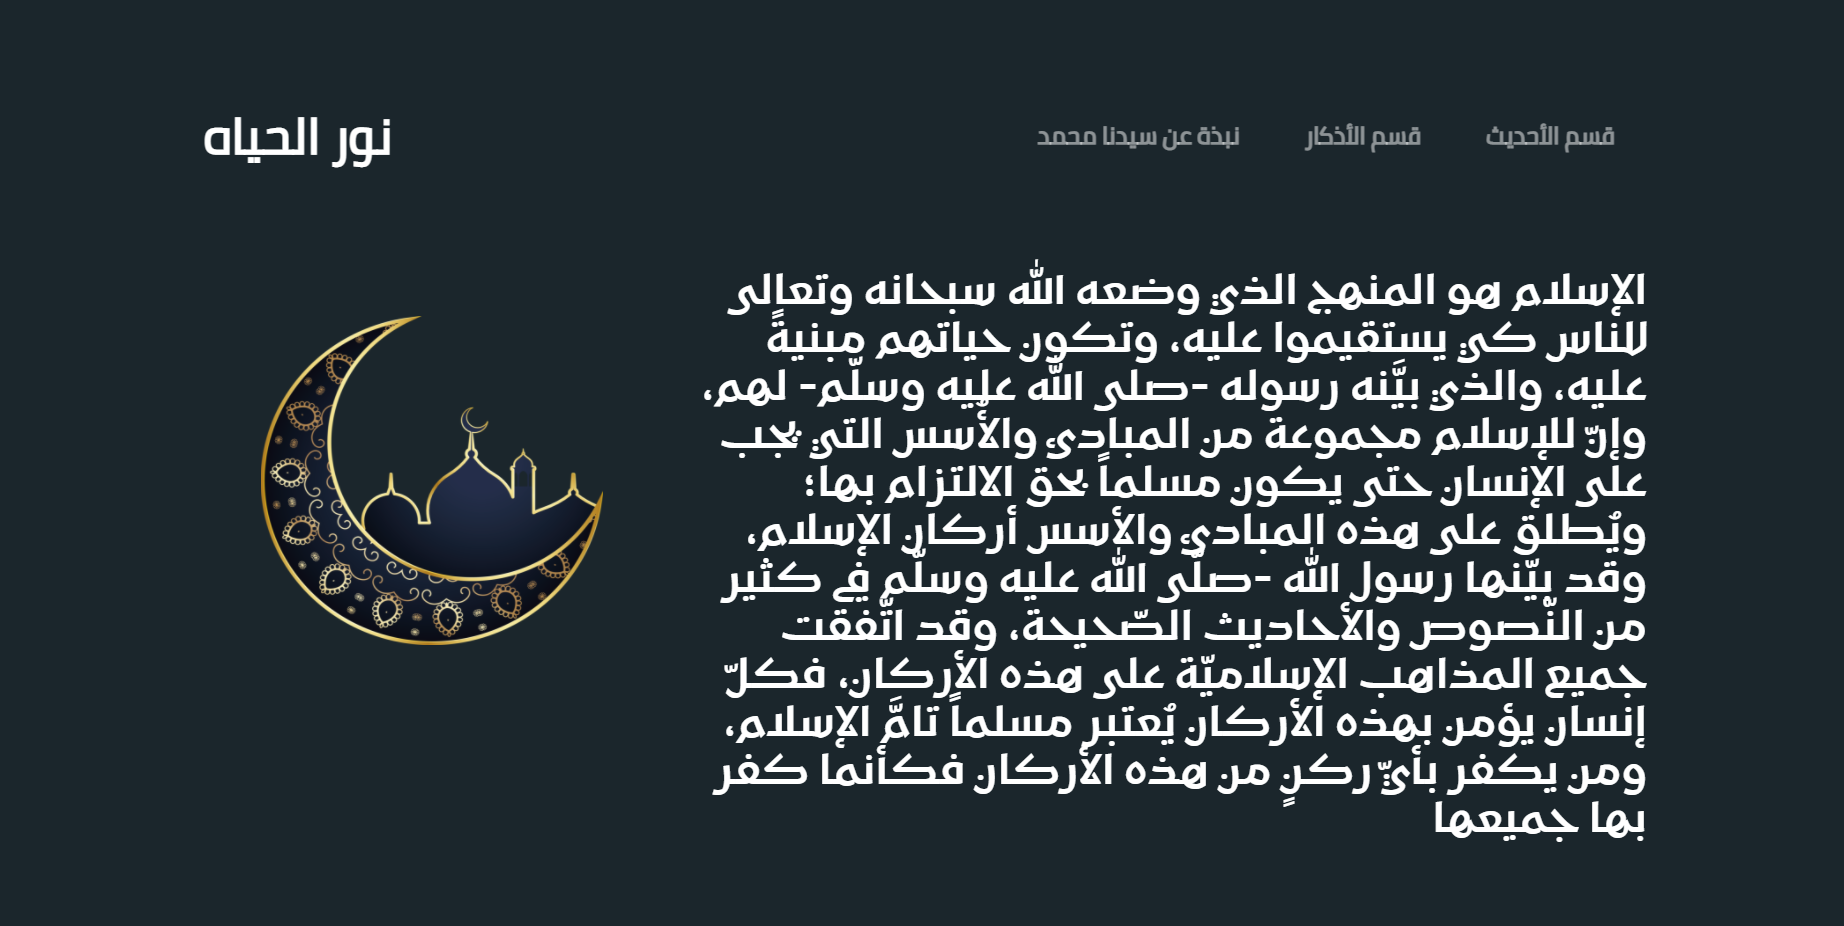 قسم الأحديث
قسم الأذكار
نبذة عن سيدنا محمد
نور الحياه
الإسلام هو المنهج الذي وضعه الله سبحانه وتعالى
للناس كي يستقيموا عليه، وتكون حياتهم مبنيةً
عليه، والذي بيَّنه رسوله -صلى الله عليه وسلّم- لهم،
وإنّ للإسلام مجموعة من المبادئ والأُسس التي يجب
على الإنسان حتى يكون مسلماً بحق الالتزام بها؛
ويُطلق على هذه المبادئ والأسس أركان الإسلام،
وقد بيّنها رسول الله -صلّى الله عليه وسلّم في كثير
من النّصوص والأحاديث الصّحيحة، وقد اتّفقت
جميع المذاهب الإسلاميّة على هذه الأركان، فكلّ
إنسان يؤمن بهذه الأركان يُعتبر مسلماً تامَّ الإسلام،
ومن يكفر بأيّ ركنٍ من هذه الأركان فكأنما كفر
بها جميعها